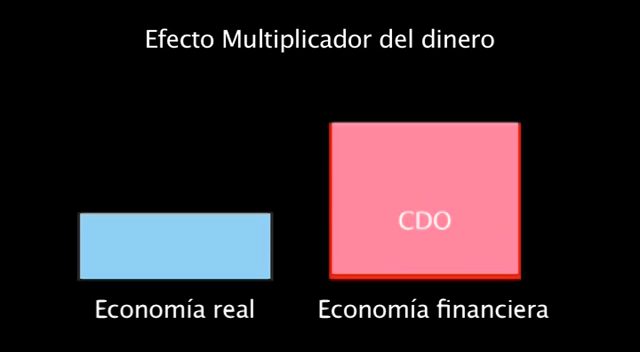 Efecto Multiplicador del dinero
CDO
Economía real
Economía financiera